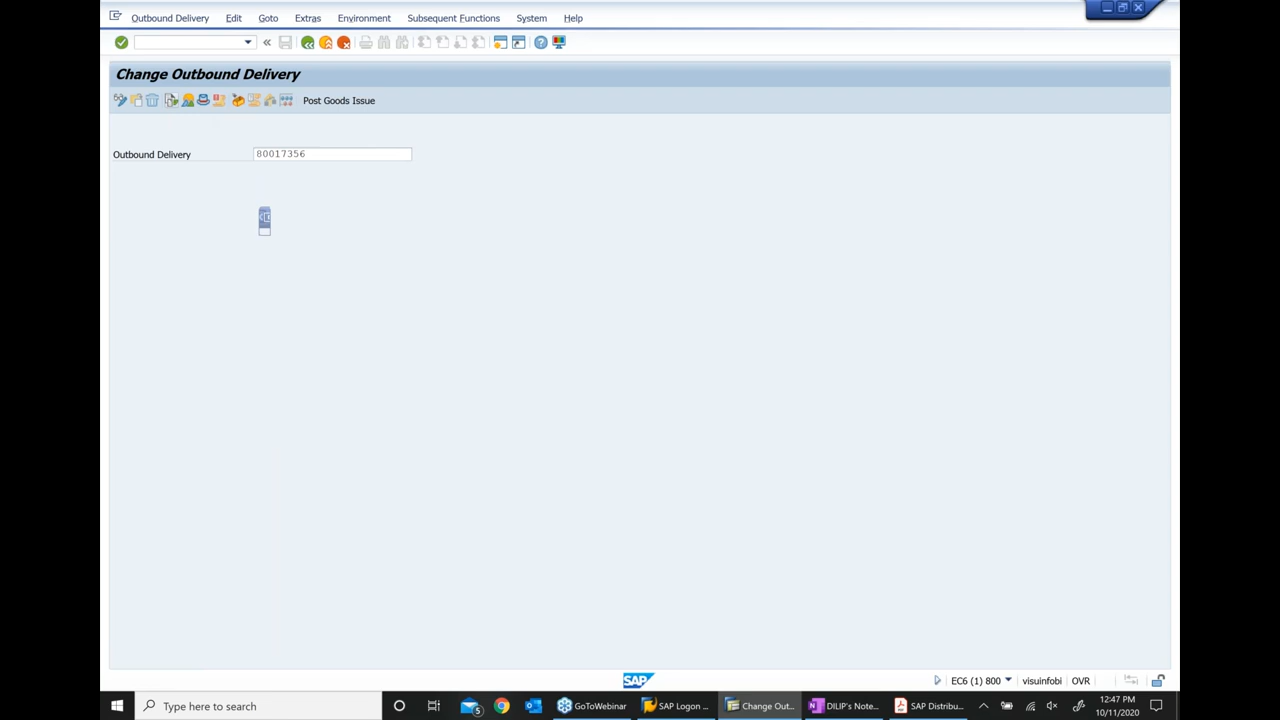 Outbound Delivery Edit Goto Extras Environment Subsequent Functions System Help
Change Outbound Delivery
Post Goods Issue
Outbound Delivery 80017356
SAP
EC6 (1) 800 visuinfobi OVR
Type here to search
5
GoToWebinar
SAP Logon ...
Change Out...
DILIP's Note...
SAP Distribu...
12:47 PM
10/11/2020